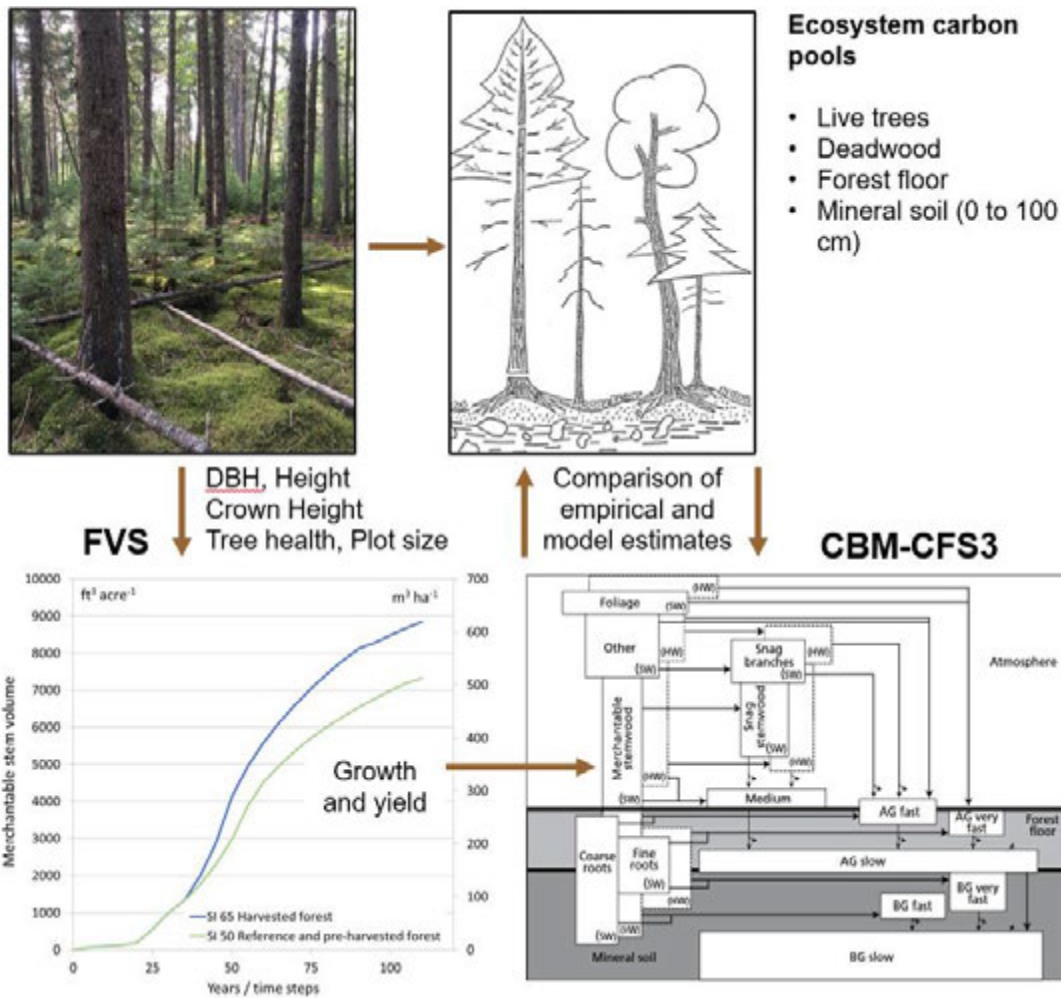 Ecosystem carbon
pools
• Live trees
• Deadwood
• Forest floor
• Mineral soil (0 to 100
cm)
DBH, Height
Crown Height
Tree health, Plot size
FVS
Comparison of
empirical and
model estimates
CBM-CFS3
10000
9000
8000
7000
6000
5000
4000
3000
2000
1000
0
ft³ acre⁻¹
m³ ha⁻¹
700
600
500
400
300
200
100
0
Merchantable stem volume
Growth
and yield
SI 65 Harvested forest
SI 50 Reference and pre-harvested forest
0 25 50 75 100
Years / time steps
(HW)
Foliage
(SW)
Other
(HW)
(SW)
Snag
branches
(HW)
(SW)
Atmosphere
Merchantable
stemwood
Snag
stemwood
(SW)
(HW)
(HW)
(SW)
Medium
AG fast
AG very
fast
Forest
floor
Coarse
roots
Fine
roots
(SW)
(HW)
AG slow
BG very
fast
BG fast
(HW)
(SW)
Mineral soil
BG slow